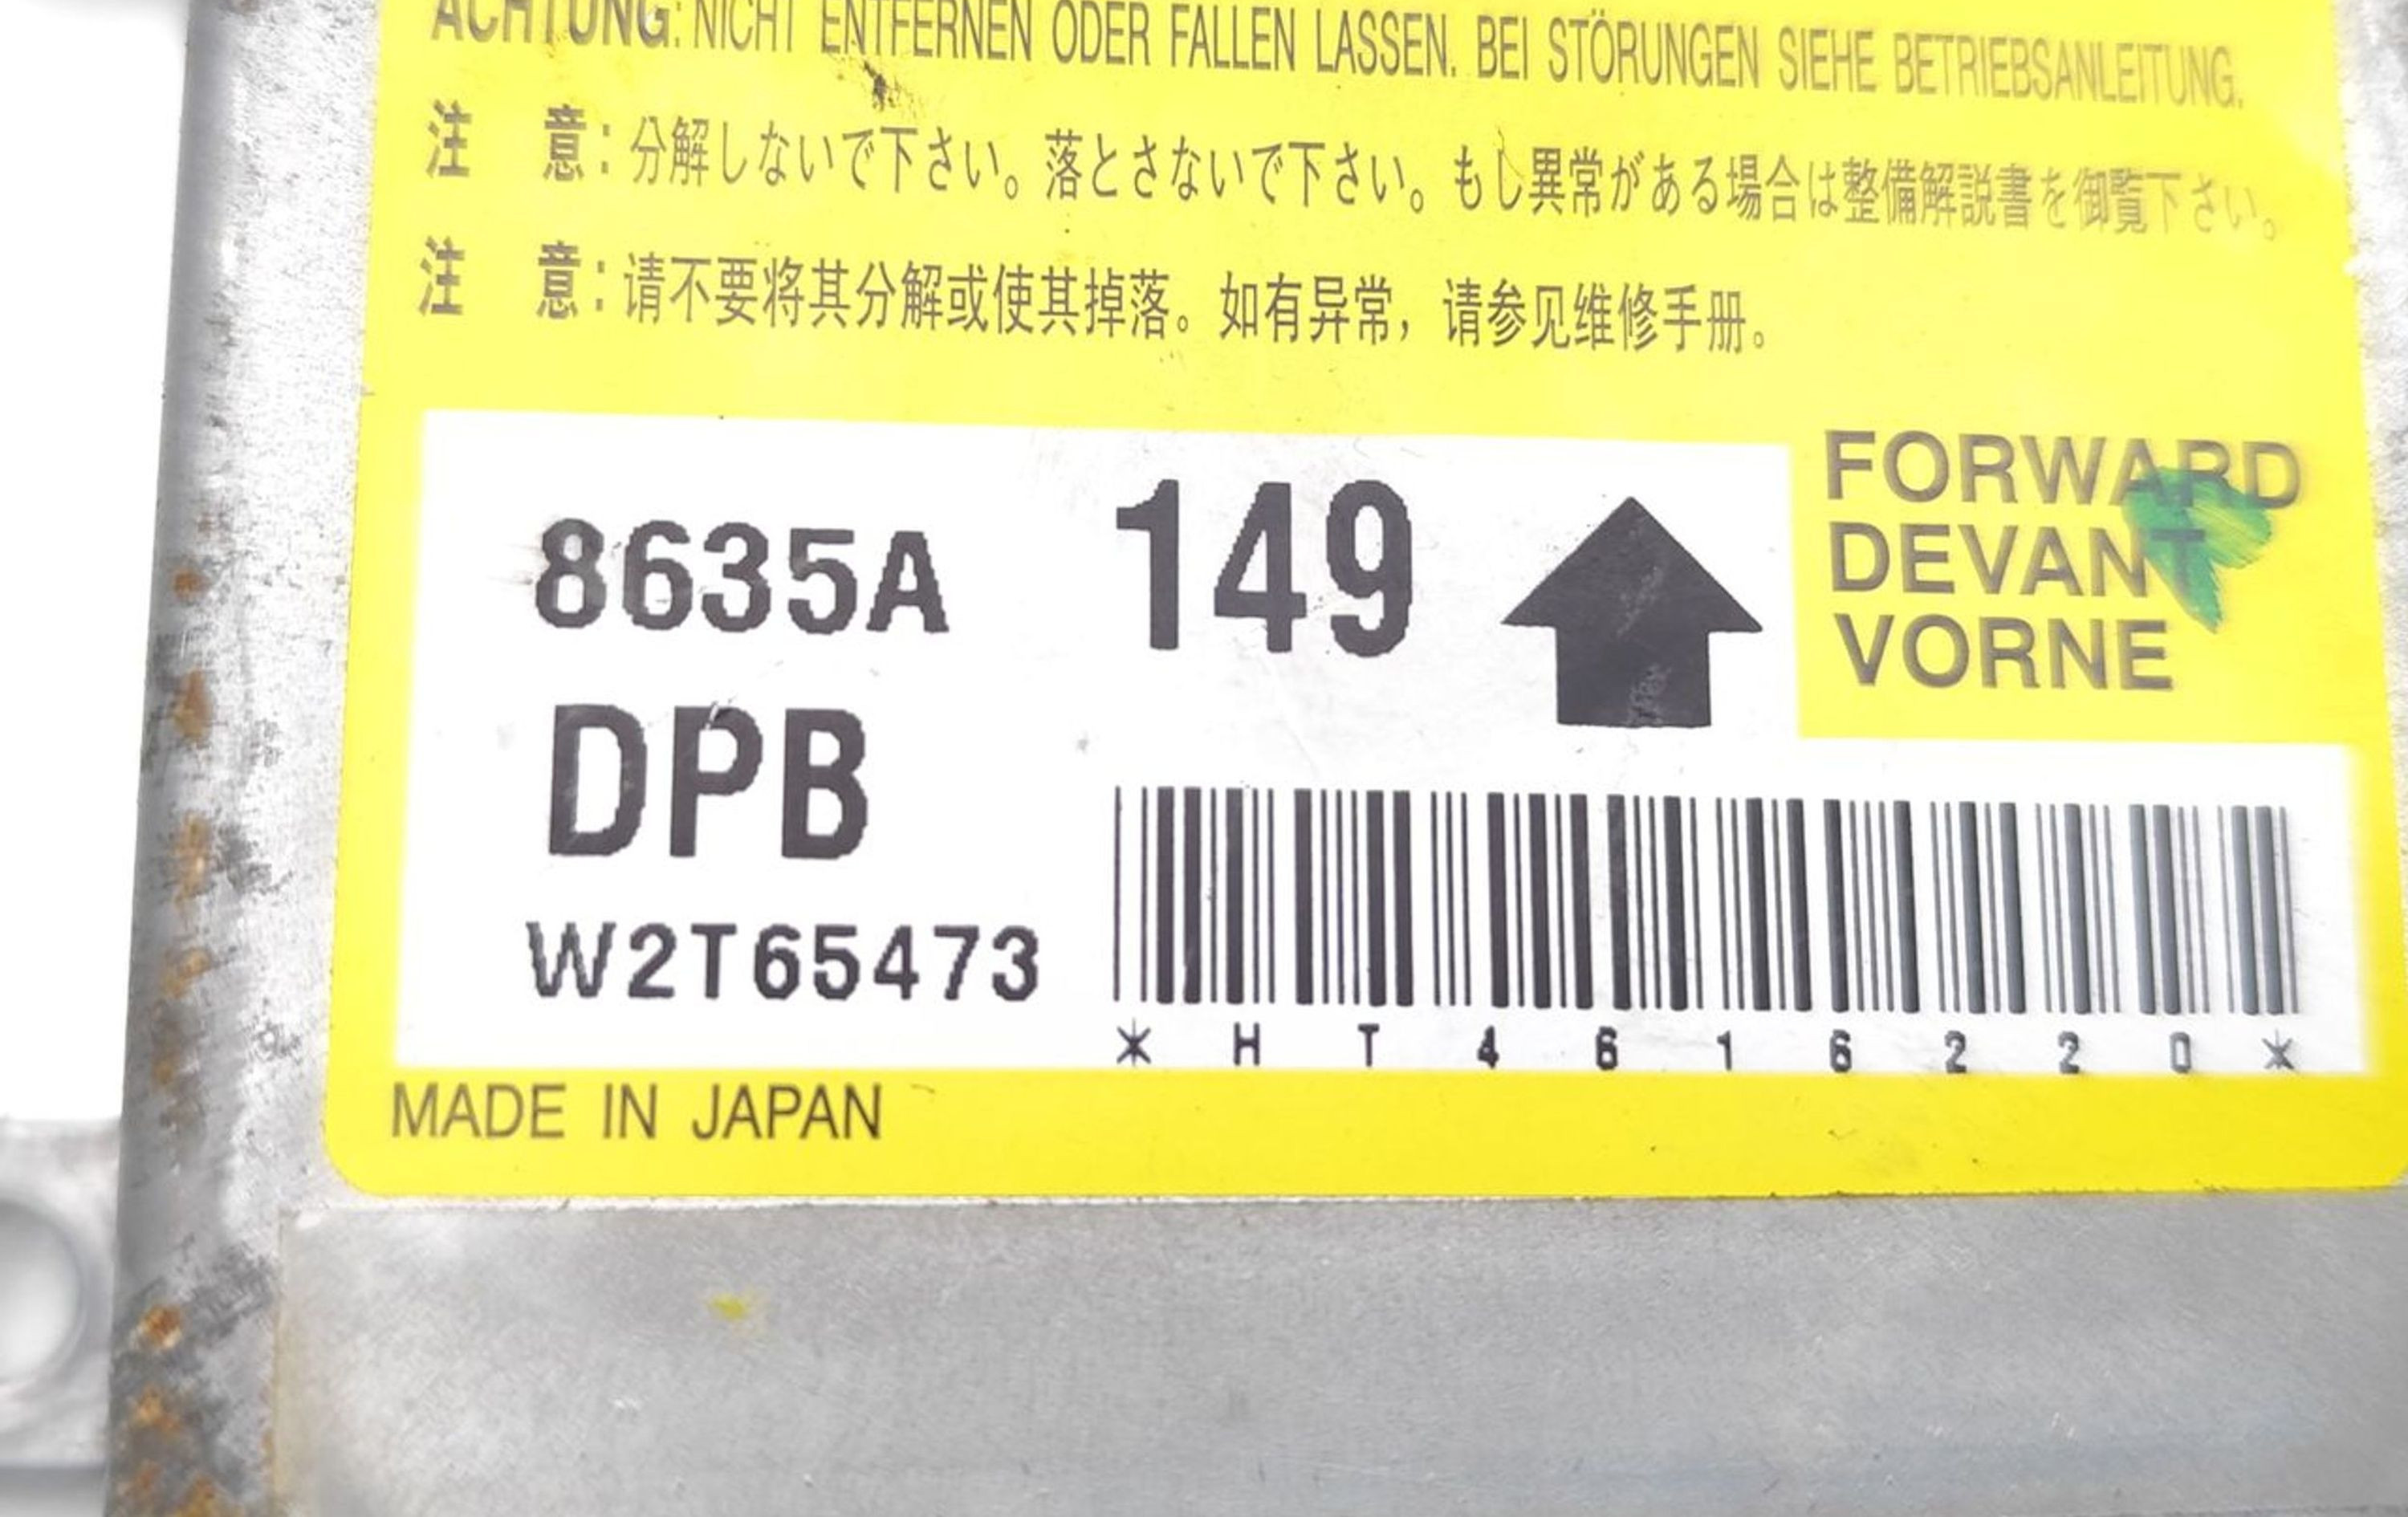 ACHTUNG: NICHT ENTFERNEN ODER FALLEN LASSEN. BEI STÖRUNGEN SIEHE BETRIEBSANLEITUNG.
注 意：分解しないで下さい。落とさないで下さい。もし異常がある場合は整備解説書を御覧下さい。
注 意：请不要将其分解或使其掉落。如有异常，请参见维修手册。
8635A 149
FORWARD
DEVANT
VORNE
DPB
W2T65473
*HT4616220*
MADE IN JAPAN